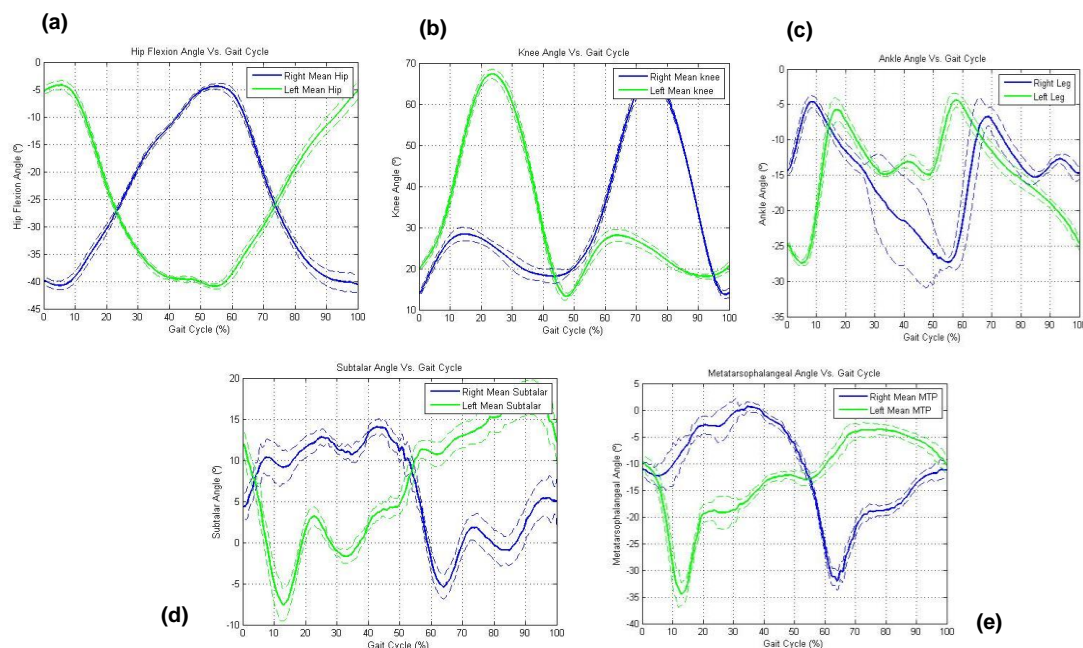 (a)
Hip Flexion Angle Vs. Gait Cycle
Right Mean Hip
Left Mean Hip
Hip Flexion Angle (º)
0
-5
-10
-15
-20
-25
-30
-35
-40
-45
0 10 20 30 40 50 60 70 80 90 100
Gait Cycle (%)
(b)
Knee Angle Vs. Gait Cycle
Right Mean knee
Left Mean knee
Knee Angle (º)
70
60
50
40
30
20
10
0 10 20 30 40 50 60 70 80 90 100
Gait Cycle (%)
(c)
Ankle Angle Vs. Gait Cycle
Right Leg
Left Leg
Ankle Angle (º)
0
-5
-10
-15
-20
-25
-30
-35
0 10 20 30 40 50 60 70 80 90 100
Gait Cycle (%)
(d)
Subtalar Angle Vs. Gait Cycle
Right Mean Subtalar
Left Mean Subtalar
Subtalar Angle (º)
20
15
10
5
0
-5
-10
0 10 20 30 40 50 60 70 80 90 100
Gait Cycle (%)
(e)
Metatarsophalangeal Angle Vs. Gait Cycle
Right Mean MTP
Left Mean MTP
Metatarsophalangeal Angle (º)
5
0
-5
-10
-15
-20
-25
-30
-35
-40
0 10 20 30 40 50 60 70 80 90 100
Gait Cycle (%)